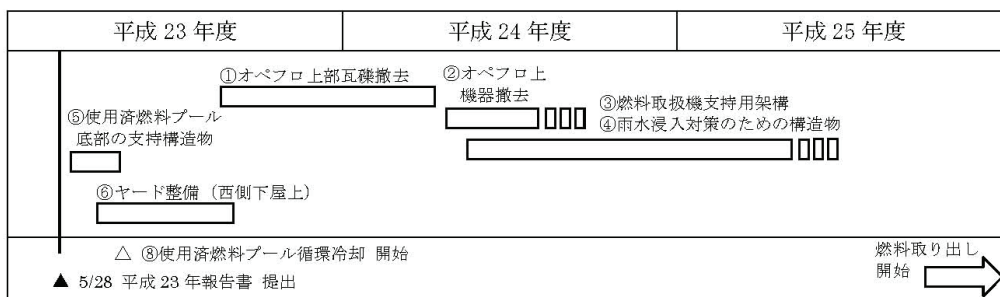 平成 23 年度
平成 24 年度
平成 25 年度
①オペフロ上部瓦礫撤去
②オペフロ上
機器撤去
③燃料取扱機支持用架構
④雨水浸入対策のための構造物
⑤使用済燃料プール
底部の支持構造物
⑥ヤード整備（西側下屋上）
△ ⑧使用済燃料プール循環冷却 開始
▲ 5/28 平成 23 年報告書 提出
燃料取り出し
開始